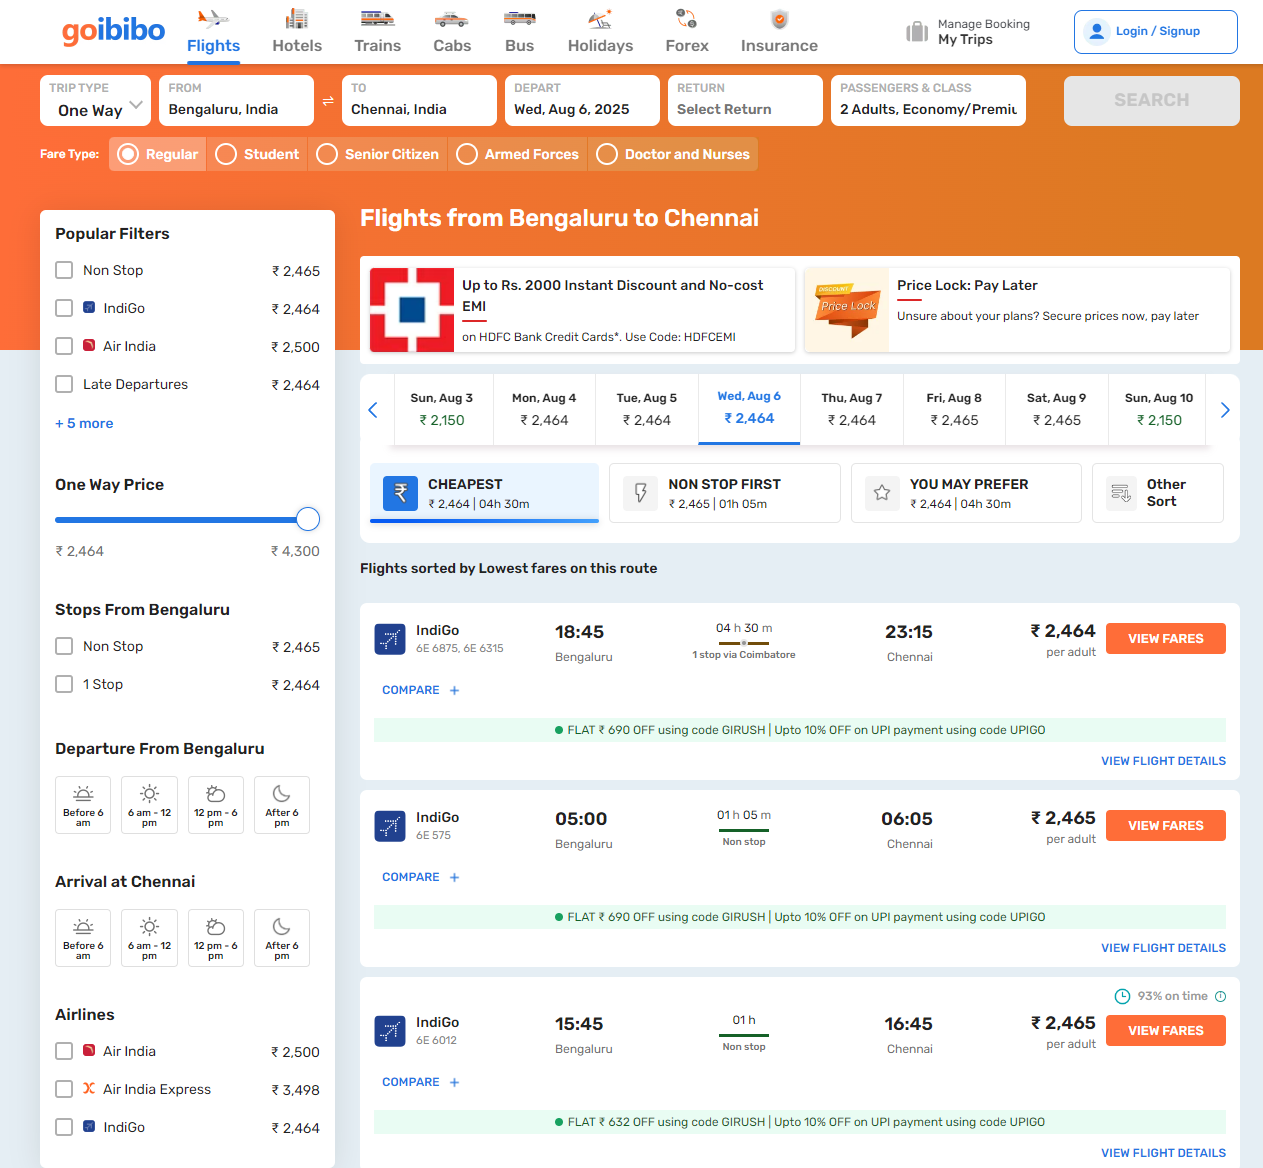 goibibo
Flights
Hotels
Trains
Cabs
Bus
Holidays
Forex
Insurance
Manage Booking
My Trips
Login / Signup
TRIP TYPE
One Way
FROM
Bengaluru, India
TO
Chennai, India
DEPART
Wed, Aug 6, 2025
RETURN
Select Return
PASSENGERS & CLASS
2 Adults, Economy/Premiu
SEARCH
Fare Type:
Regular
Student
Senior Citizen
Armed Forces
Doctor and Nurses
Popular Filters
Non Stop ₹ 2,465
IndiGo ₹ 2,464
Air India ₹ 2,500
Late Departures ₹ 2,464
+ 5 more
One Way Price
₹ 2,464 ₹ 4,300
Stops From Bengaluru
Non Stop ₹ 2,465
1 Stop ₹ 2,464
Departure From Bengaluru
Before 6 am
6 am - 12 pm
12 pm - 6 pm
After 6 pm
Arrival at Chennai
Before 6 am
6 am - 12 pm
12 pm - 6 pm
After 6 pm
Airlines
Air India ₹ 2,500
Air India Express ₹ 3,498
IndiGo ₹ 2,464
Flights from Bengaluru to Chennai
Up to Rs. 2000 Instant Discount and No-cost
EMI
on HDFC Bank Credit Cards*. Use Code: HDFCEMI
DISCOUNT
Price Lock
Price Lock: Pay Later
Unsure about your plans? Secure prices now, pay later
Sun, Aug 3
₹ 2,150
Mon, Aug 4
₹ 2,464
Tue, Aug 5
₹ 2,464
Wed, Aug 6
₹ 2,464
Thu, Aug 7
₹ 2,464
Fri, Aug 8
₹ 2,465
Sat, Aug 9
₹ 2,465
Sun, Aug 10
₹ 2,150
CHEAPEST
₹ 2,464 | 04h 30m
NON STOP FIRST
₹ 2,465 | 01h 05m
YOU MAY PREFER
₹ 2,464 | 04h 30m
Other
Sort
Flights sorted by Lowest fares on this route
IndiGo
6E 6875, 6E 6315
18:45
Bengaluru
04 h 30 m
1 stop via Coimbatore
23:15
Chennai
₹ 2,464
per adult
VIEW FARES
COMPARE +
FLAT ₹ 690 OFF using code GIRUSH | Upto 10% OFF on UPI payment using code UPIGO
VIEW FLIGHT DETAILS
IndiGo
6E 575
05:00
Bengaluru
01 h 05 m
Non stop
06:05
Chennai
₹ 2,465
per adult
VIEW FARES
COMPARE +
FLAT ₹ 690 OFF using code GIRUSH | Upto 10% OFF on UPI payment using code UPIGO
VIEW FLIGHT DETAILS
93% on time
IndiGo
6E 6012
15:45
Bengaluru
01 h
Non stop
16:45
Chennai
₹ 2,465
per adult
VIEW FARES
COMPARE +
FLAT ₹ 632 OFF using code GIRUSH | Upto 10% OFF on UPI payment using code UPIGO
VIEW FLIGHT DETAILS